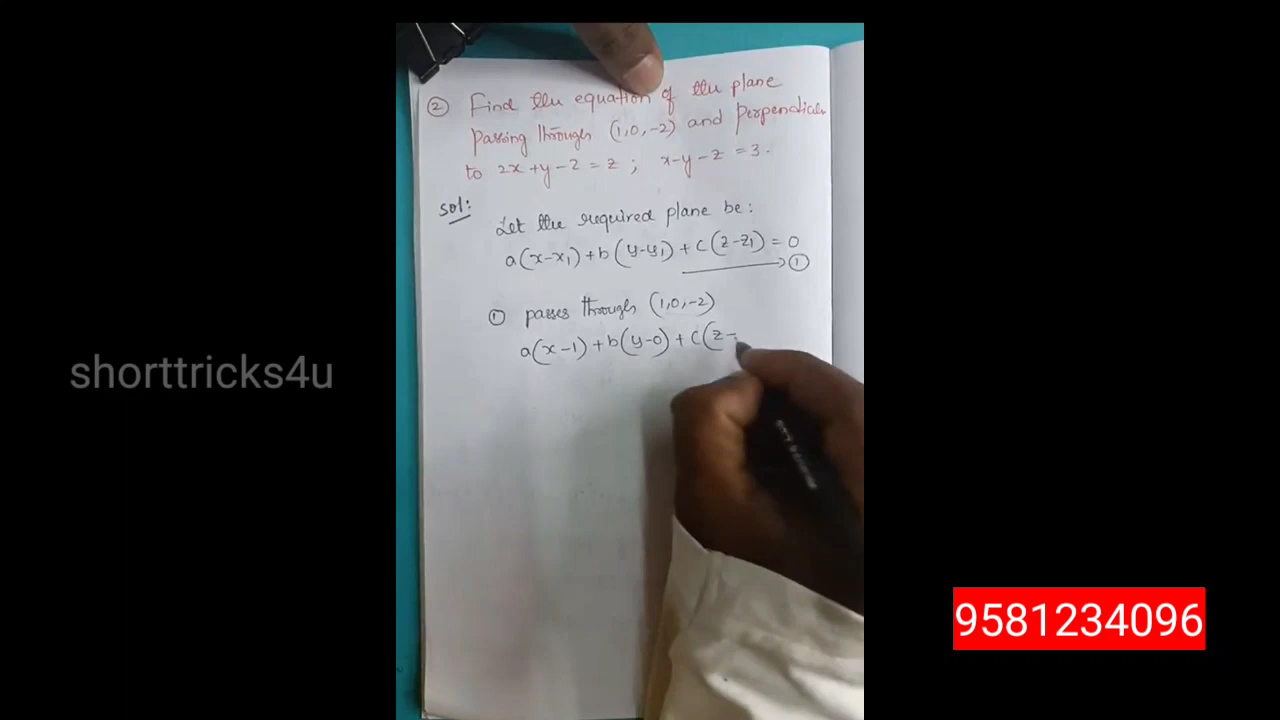 ② Find the equation of the plane
Passing through (1,0,-2) and Perpendicular
to 2x+y-2=z ; x-y-z=3.
Sol:
Let the required plane be:
a(x-x₁)+b(y-y₁)+c(z-z₁)=0
①
① passes through (1,0,-2)
a(x-1)+b(y-0)+c(z-
shorttricks4u
9581234096